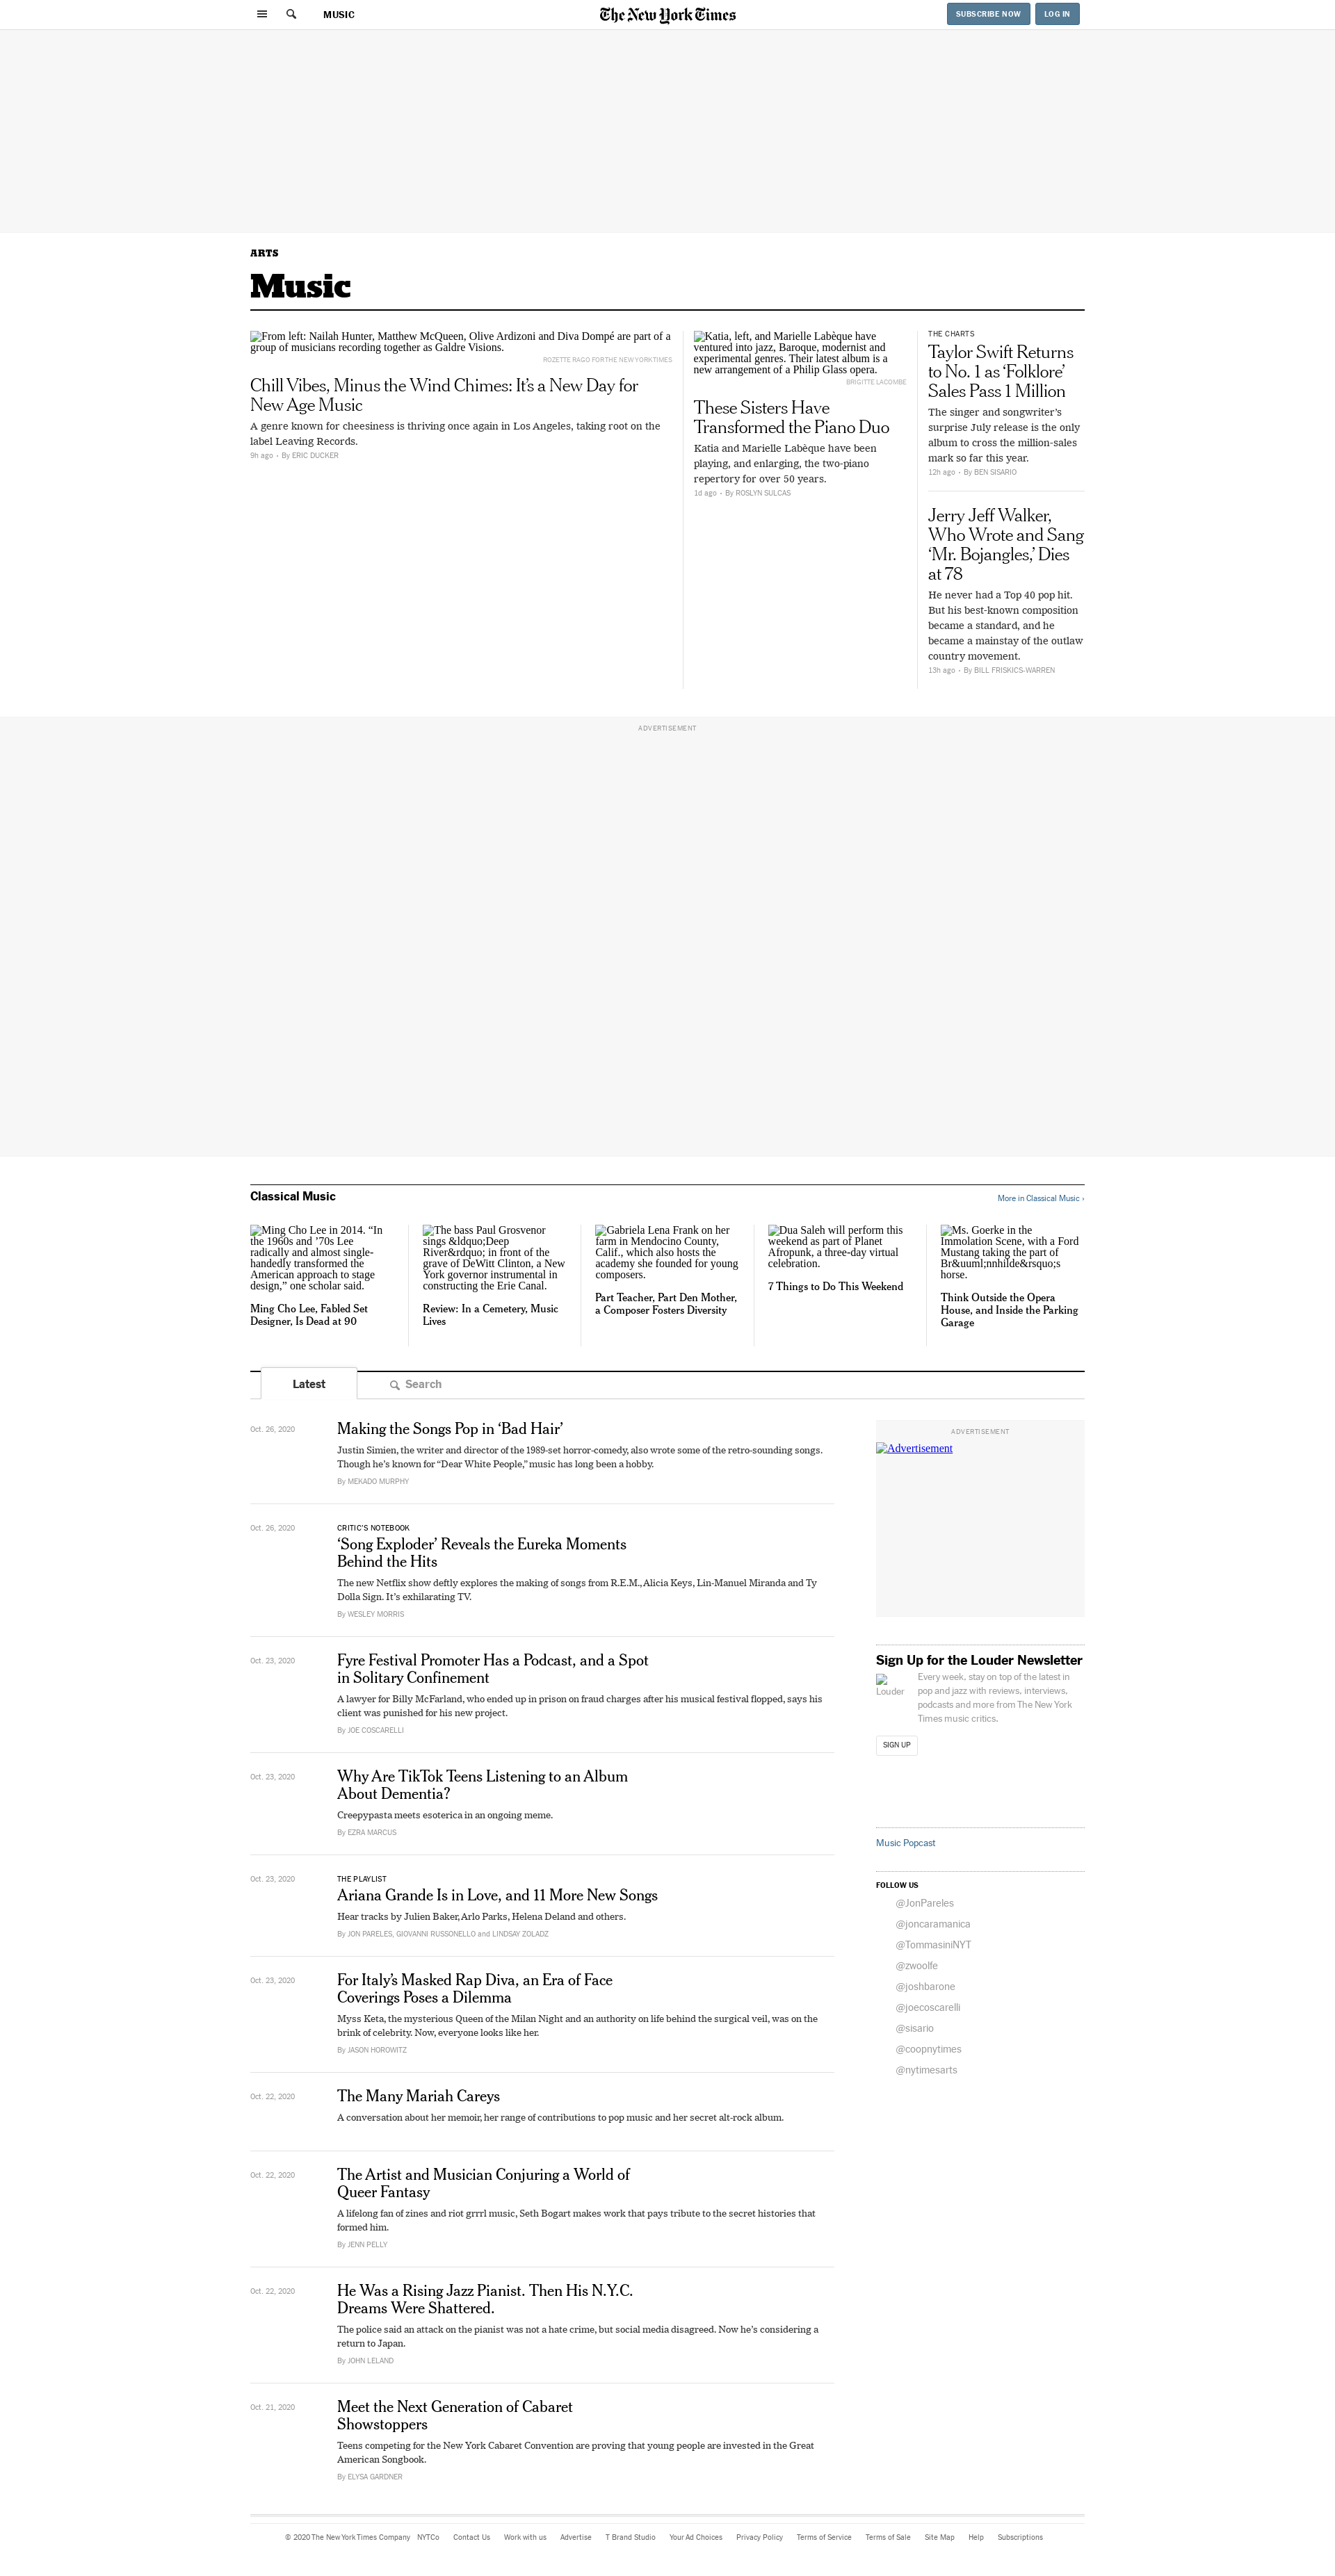 MUSIC
The New York Times
SUBSCRIBE NOW
LOG IN
ARTS
Music
From left: Nailah Hunter, Matthew McQueen, Olive Ardizoni and Diva Dompé are part of a
group of musicians recording together as Galdre Visions.
ROZETTE RAGO FOR THE NEW YORK TIMES
Chill Vibes, Minus the Wind Chimes: It’s a New Day for
New Age Music
A genre known for cheesiness is thriving once again in Los Angeles, taking root on the
label Leaving Records.
9h ago • By ERIC DUCKER
Katia, left, and Marielle Labèque have
ventured into jazz, Baroque, modernist and
experimental genres. Their latest album is a
new arrangement of a Philip Glass opera.
BRIGITTE LACOMBE
These Sisters Have
Transformed the Piano Duo
Katia and Marielle Labèque have been
playing, and enlarging, the two-piano
repertory for over 50 years.
1d ago • By ROSLYN SULCAS
THE CHARTS
Taylor Swift Returns
to No. 1 as ‘Folklore’
Sales Pass 1 Million
The singer and songwriter’s
surprise July release is the only
album to cross the million-sales
mark so far this year.
12h ago • By BEN SISARIO
Jerry Jeff Walker,
Who Wrote and Sang
‘Mr. Bojangles,’ Dies
at 78
He never had a Top 40 pop hit.
But his best-known composition
became a standard, and he
became a mainstay of the outlaw
country movement.
13h ago • By BILL FRISKICS-WARREN
ADVERTISEMENT
Classical Music
More in Classical Music ›
Ming Cho Lee in 2014. “In
the 1960s and ’70s Lee
radically and almost single-
handedly transformed the
American approach to stage
design,” one scholar said.
Ming Cho Lee, Fabled Set
Designer, Is Dead at 90
The bass Paul Grosvenor
sings &ldquo;Deep
River&rdquo; in front of the
grave of DeWitt Clinton, a New
York governor instrumental in
constructing the Erie Canal.
Review: In a Cemetery, Music
Lives
Gabriela Lena Frank on her
farm in Mendocino County,
Calif., which also hosts the
academy she founded for young
composers.
Part Teacher, Part Den Mother,
a Composer Fosters Diversity
Dua Saleh will perform this
weekend as part of Planet
Afropunk, a three-day virtual
celebration.
7 Things to Do This Weekend
Ms. Goerke in the
Immolation Scene, with a Ford
Mustang taking the part of
Br&uuml;nnhilde&rsquo;s
horse.
Think Outside the Opera
House, and Inside the Parking
Garage
Latest
Search
Oct. 26, 2020
Making the Songs Pop in ‘Bad Hair’
Justin Simien, the writer and director of the 1989-set horror-comedy, also wrote some of the retro-sounding songs.
Though he’s known for “Dear White People,” music has long been a hobby.
By MEKADO MURPHY
Oct. 26, 2020
CRITIC’S NOTEBOOK
‘Song Exploder’ Reveals the Eureka Moments
Behind the Hits
The new Netflix show deftly explores the making of songs from R.E.M., Alicia Keys, Lin-Manuel Miranda and Ty
Dolla Sign. It’s exhilarating TV.
By WESLEY MORRIS
Oct. 23, 2020
Fyre Festival Promoter Has a Podcast, and a Spot
in Solitary Confinement
A lawyer for Billy McFarland, who ended up in prison on fraud charges after his musical festival flopped, says his
client was punished for his new project.
By JOE COSCARELLI
Oct. 23, 2020
Why Are TikTok Teens Listening to an Album
About Dementia?
Creepypasta meets esoterica in an ongoing meme.
By EZRA MARCUS
Oct. 23, 2020
THE PLAYLIST
Ariana Grande Is in Love, and 11 More New Songs
Hear tracks by Julien Baker, Arlo Parks, Helena Deland and others.
By JON PARELES, GIOVANNI RUSSONELLO and LINDSAY ZOLADZ
Oct. 23, 2020
For Italy’s Masked Rap Diva, an Era of Face
Coverings Poses a Dilemma
Myss Keta, the mysterious Queen of the Milan Night and an authority on life behind the surgical veil, was on the
brink of celebrity. Now, everyone looks like her.
By JASON HOROWITZ
Oct. 22, 2020
The Many Mariah Careys
A conversation about her memoir, her range of contributions to pop music and her secret alt-rock album.
Oct. 22, 2020
The Artist and Musician Conjuring a World of
Queer Fantasy
A lifelong fan of zines and riot grrrl music, Seth Bogart makes work that pays tribute to the secret histories that
formed him.
By JENN PELLY
Oct. 22, 2020
He Was a Rising Jazz Pianist. Then His N.Y.C.
Dreams Were Shattered.
The police said an attack on the pianist was not a hate crime, but social media disagreed. Now he’s considering a
return to Japan.
By JOHN LELAND
Oct. 21, 2020
Meet the Next Generation of Cabaret
Showstoppers
Teens competing for the New York Cabaret Convention are proving that young people are invested in the Great
American Songbook.
By ELYSA GARDNER
ADVERTISEMENT
Advertisement
Sign Up for the Louder Newsletter
Louder
Every week, stay on top of the latest in
pop and jazz with reviews, interviews,
podcasts and more from The New York
Times music critics.
SIGN UP
Music Popcast
FOLLOW US
@JonPareles
@joncaramanica
@TommasiniNYT
@zwoolfe
@joshbarone
@joecoscarelli
@sisario
@coopnytimes
@nytimesarts
© 2020 The New York Times Company NYTCo Contact Us Work with us Advertise T Brand Studio Your Ad Choices Privacy Policy Terms of Service Terms of Sale Site Map Help Subscriptions